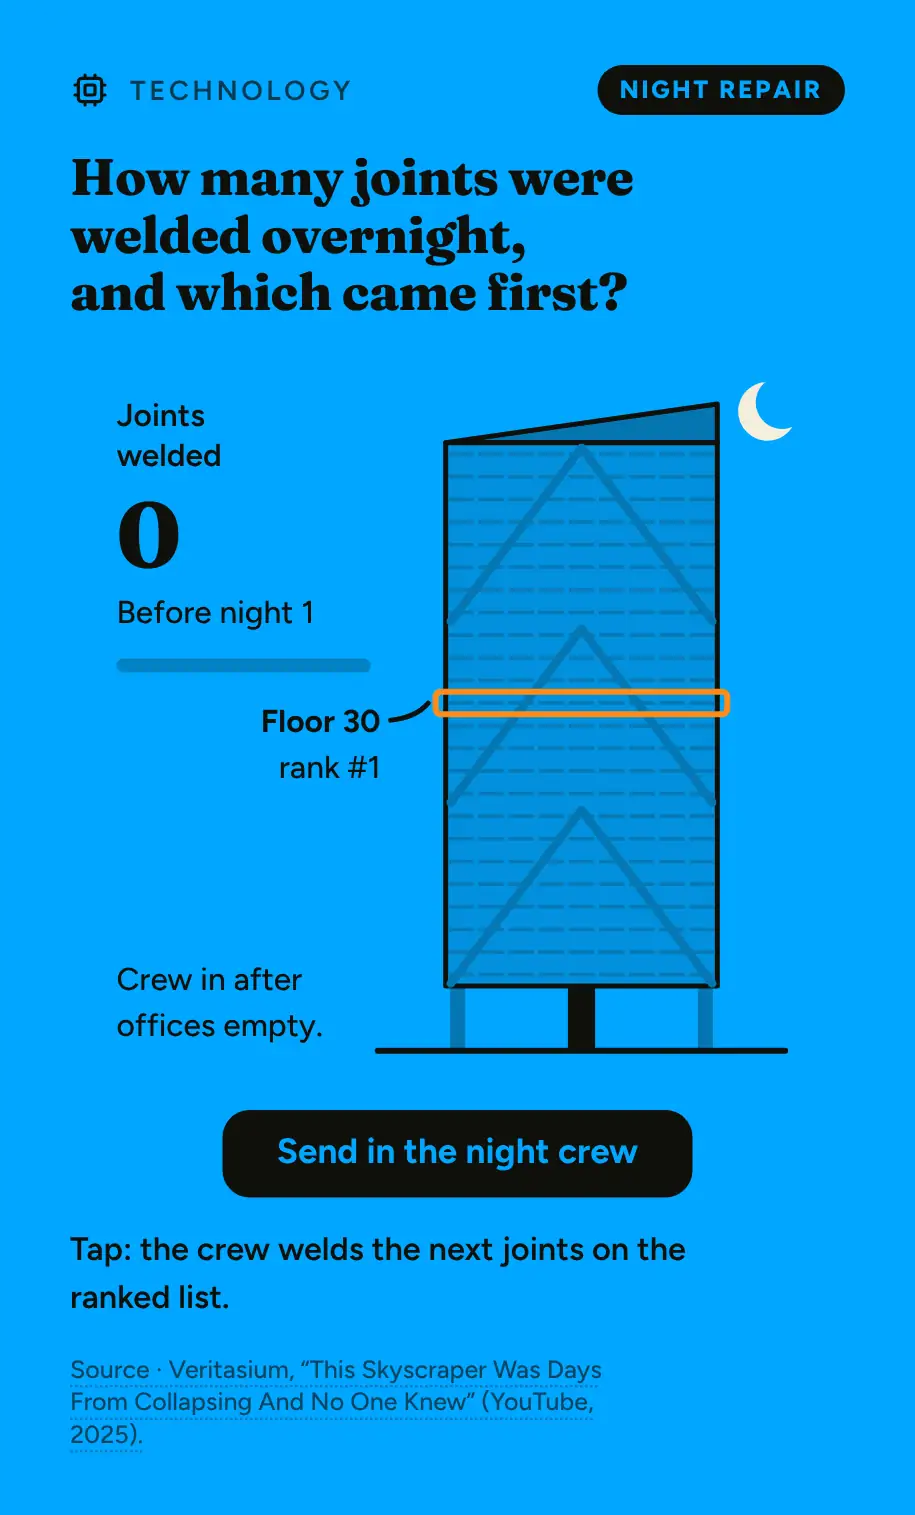 TECHNOLOGY
NIGHT REPAIR
How many joints were
welded overnight,
and which came first?
Joints
welded
0
Before night 1
Floor 30
rank #1
Crew in after
offices empty.
Send in the night crew
Tap: the crew welds the next joints on the
ranked list.
Source · Veritasium, “This Skyscraper Was Days
From Collapsing And No One Knew” (YouTube,
2025).